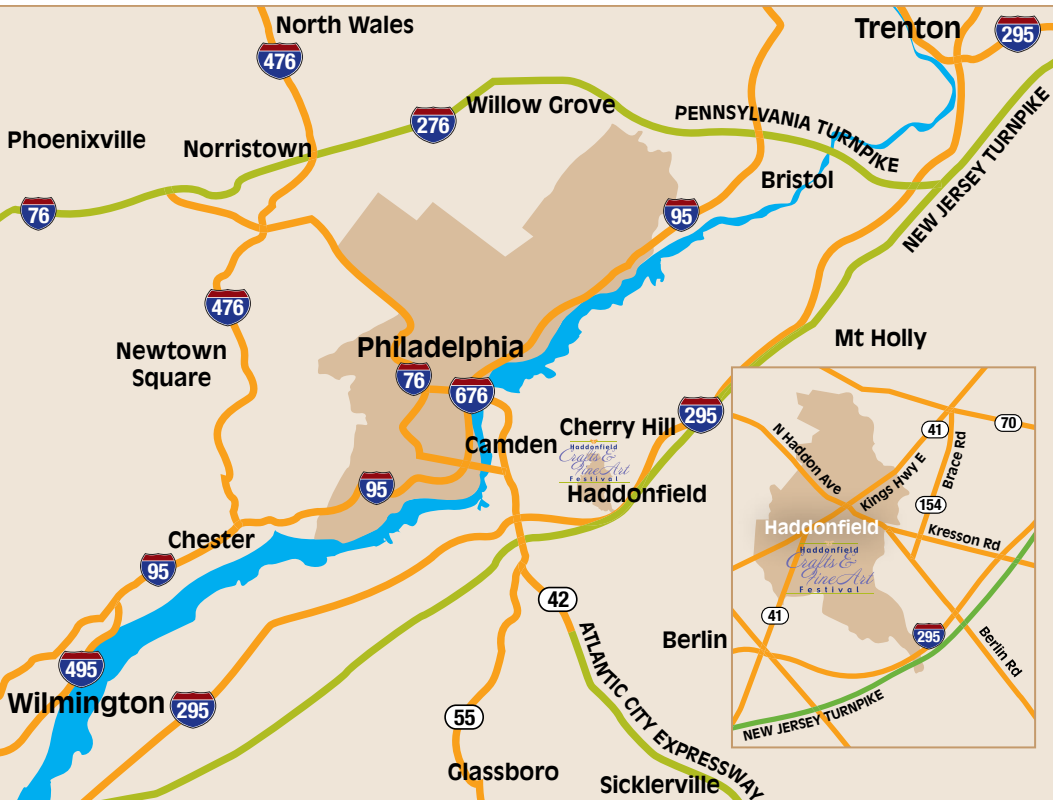 North Wales
Trenton
295
476
Willow Grove
276
PENNSYLVANIA TURNPIKE
Phoenixville
Norristown
NEW JERSEY TURNPIKE
Bristol
76
95
476
Mt Holly
Newtown
Square
Philadelphia
76
676
295
Cherry Hill
Camden
Haddonfield
Crafts &
Fine Art
Festival
Haddonfield
95
Chester
95
42
ATLANTIC CITY EXPRESSWAY
Berlin
495
Wilmington
295
55
Glassboro
Sicklerville
N Haddon Ave
41
70
Kings Hwy E
Brace Rd
154
Haddonfield
Kresson Rd
Haddonfield
Crafts &
Fine Art
Festival
41
295
Berlin Rd
NEW JERSEY TURNPIKE